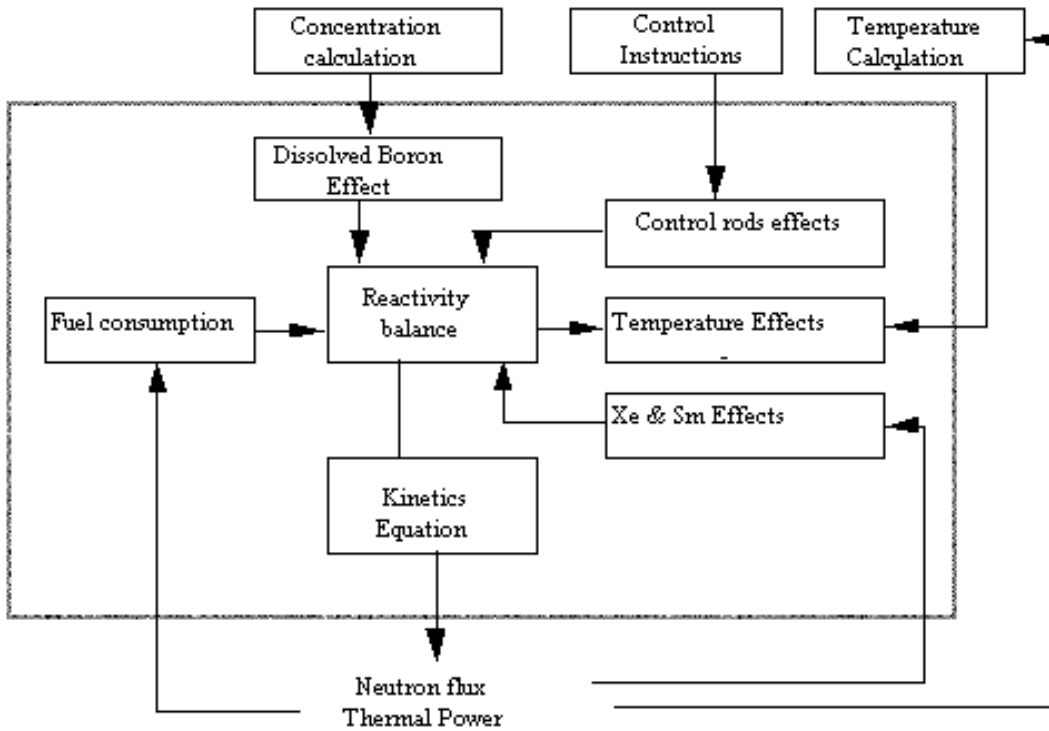 Concentration
calculation
Control
Instructions
Temperature
Calculation
Dissolved Boron
Effect
Control rods effects
Reactivity
balance
Fuel consumption
Temperature Effects
-
Xe & Sm Effects
Kinetics
Equation
Neutron flux
Thermal Power